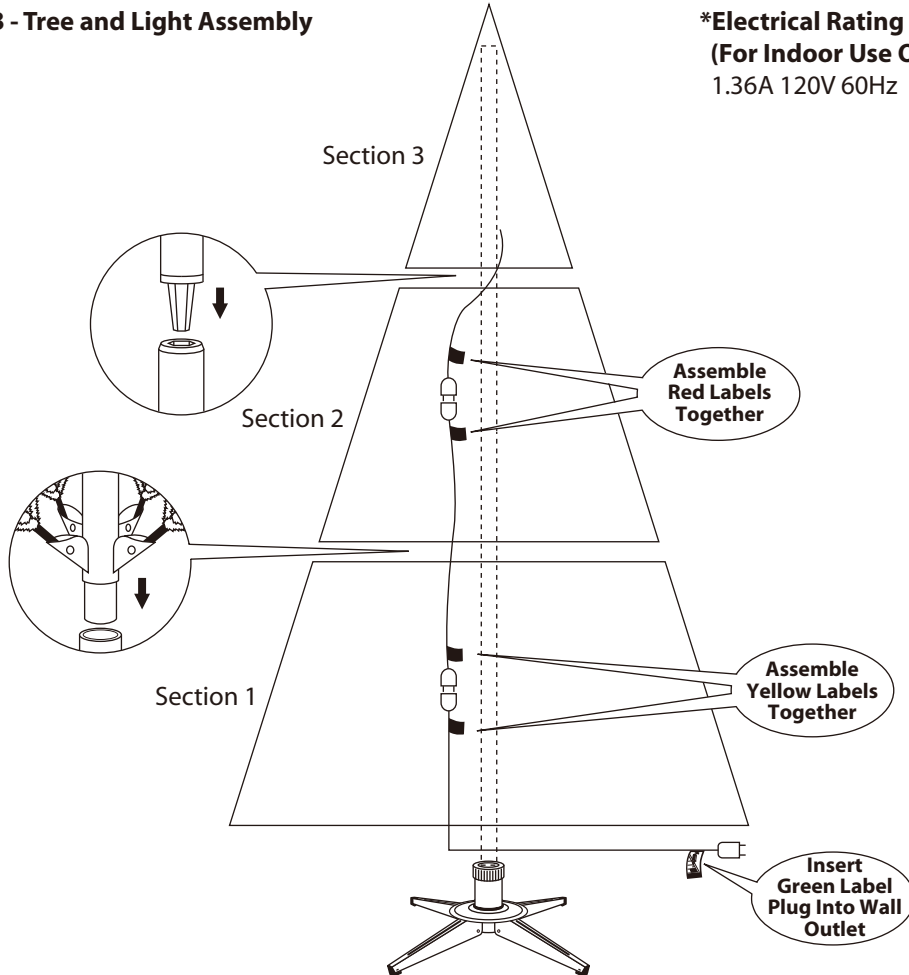 - Tree and Light Assembly
*Electrical Rating
(For Indoor Use
1.36A 120V 60Hz
Section 3
Assemble
Red Labels
Together
Section 2
Assemble
Yellow Labels
Together
Section 1
Insert
Green Label
Plug Into Wall
Outlet